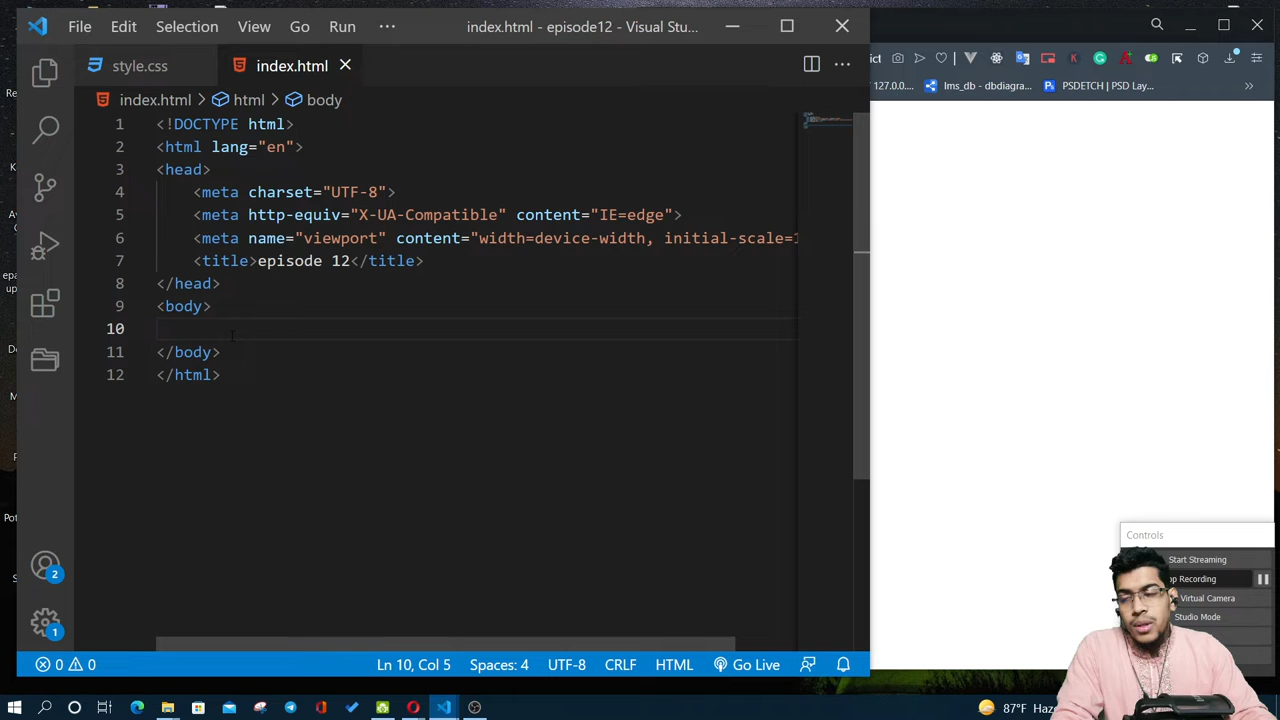 File Edit Selection View Go Run ··· index.html - episode12 - Visual Stu...
style.css index.html
index.html > html > body
1 <!DOCTYPE html>
2 <html lang="en">
3 <head>
4 <meta charset="UTF-8">
5 <meta http-equiv="X-UA-Compatible" content="IE=edge">
6 <meta name="viewport" content="width=device-width, initial-scale=1
7 <title>episode 12</title>
8 </head>
9 <body>
10
11 </body>
12 </html>
2
1
0 0 Ln 10, Col 5 Spaces: 4 UTF-8 CRLF HTML Go Live
127.0.0.... lms_db - dbdiagra... PSDETCH | PSD Lay... »
Controls
Start Streaming
op Recording
Virtual Camera
Studio Mode
87°F Haze